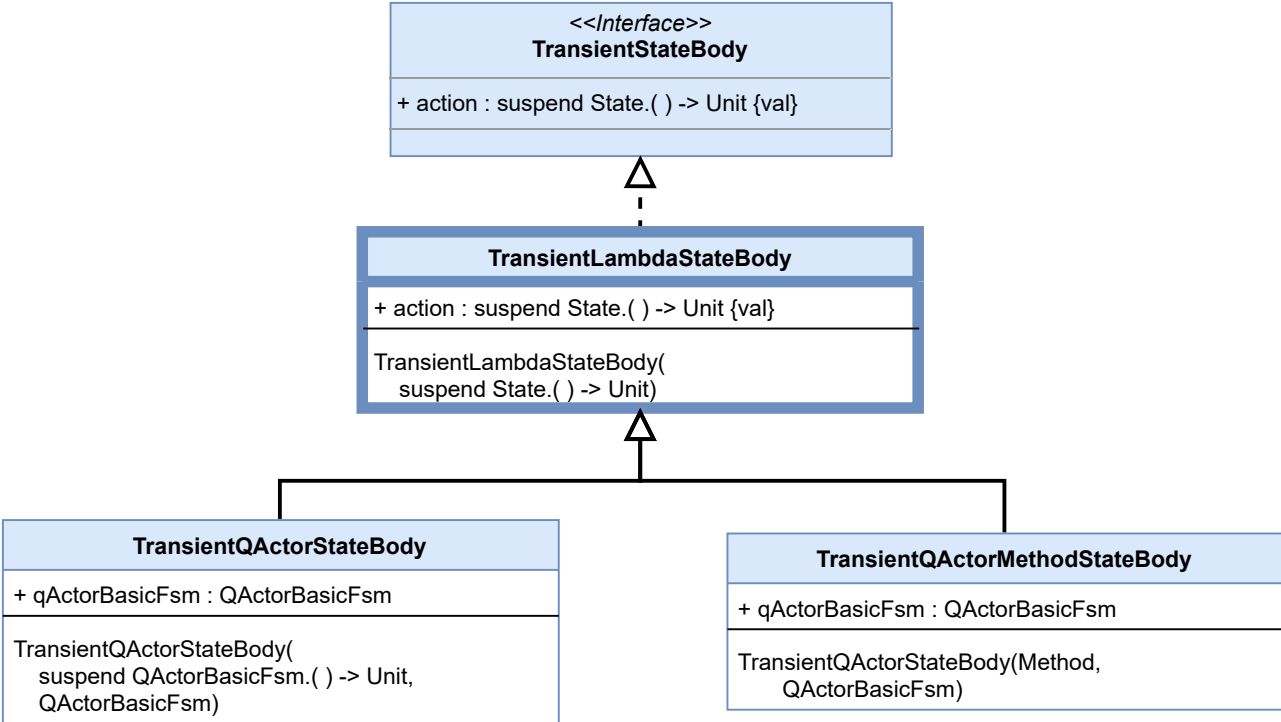 <<Interface>>
TransientStateBody
+ action : suspend State.( ) -> Unit {val}
TransientLambdaStateBody
+ action : suspend State.( ) -> Unit {val}
TransientLambdaStateBody(
suspend State.( ) -> Unit)
TransientQActorStateBody
+ qActorBasicFsm : QActorBasicFsm
TransientQActorStateBody(
suspend QActorBasicFsm.( ) -> Unit,
QActorBasicFsm)
TransientQActorMethodStateBody
+ qActorBasicFsm : QActorBasicFsm
TransientQActorStateBody(Method,
QActorBasicFsm)